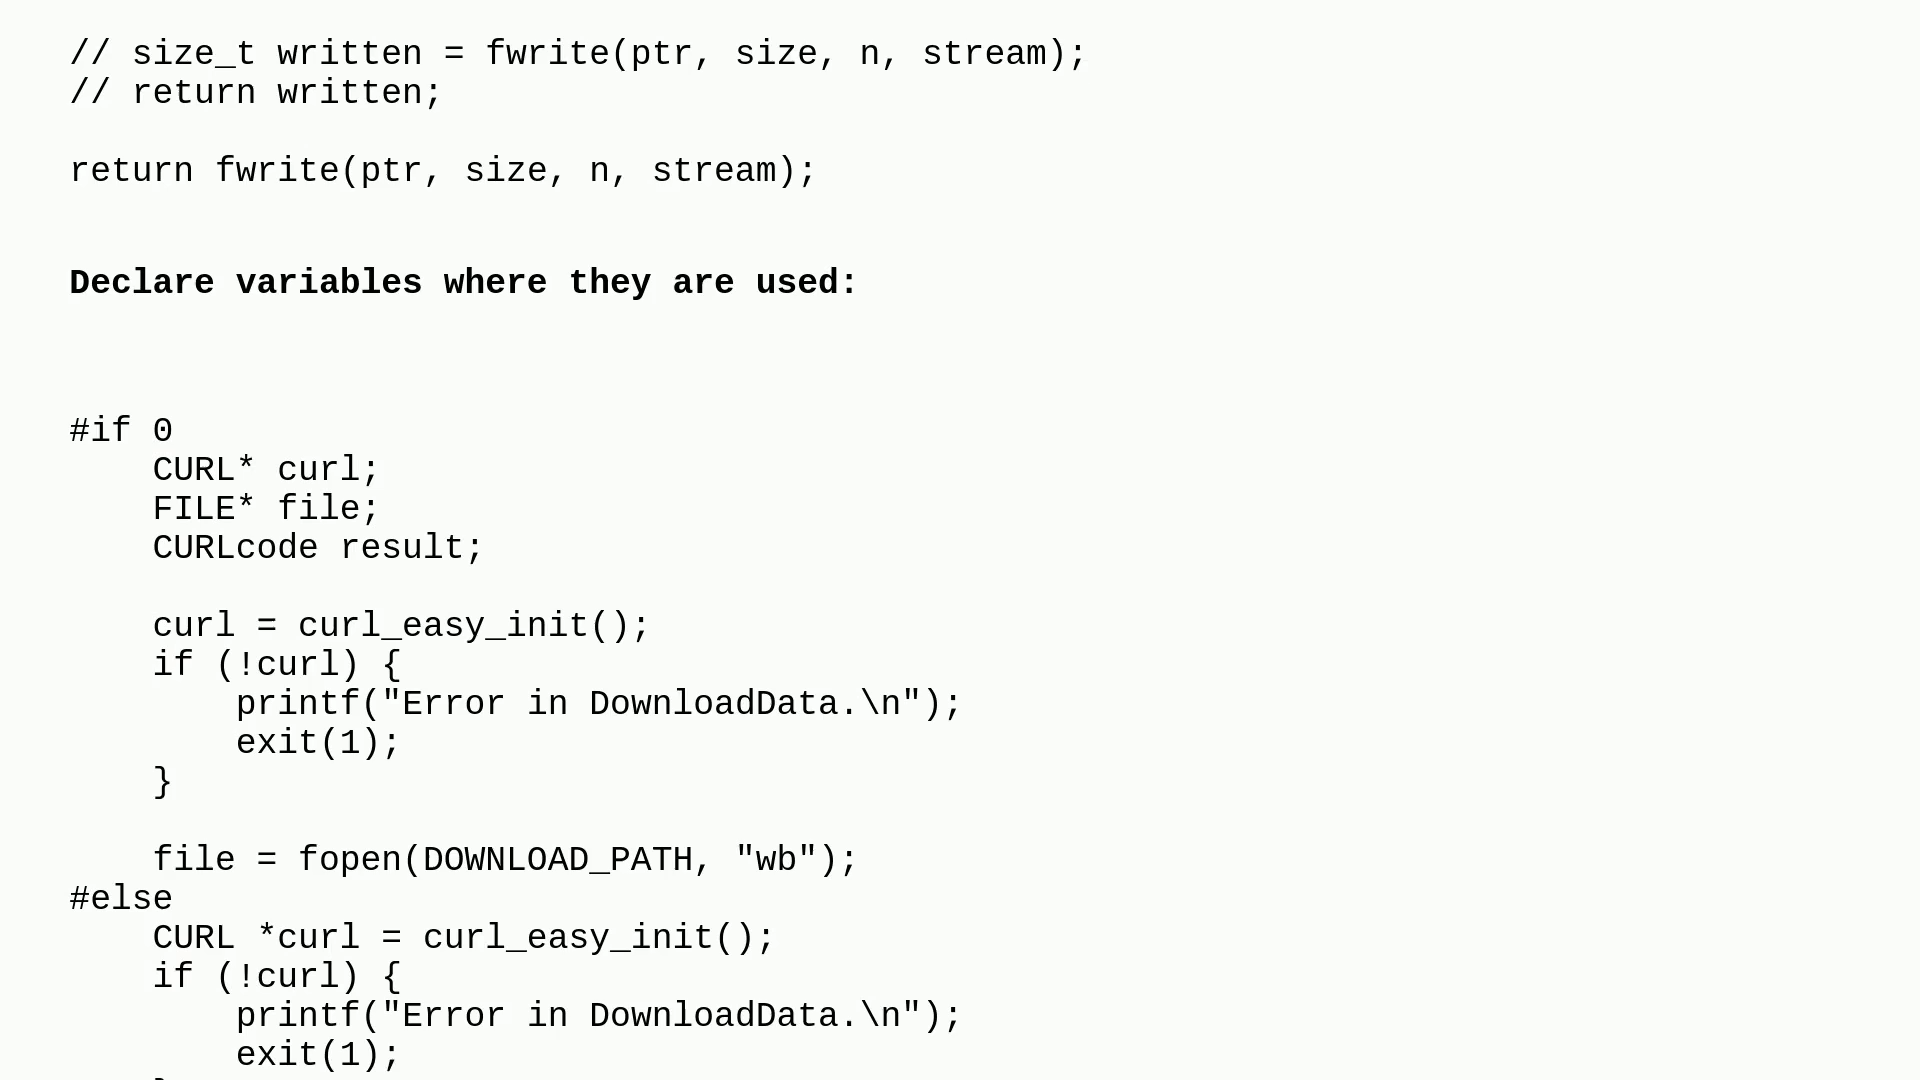 // size_t written = fwrite(ptr, size, n, stream);
// return written;
return fwrite(ptr, size, n, stream);
Declare variables where they are used:
#if 0
    CURL* curl;
    FILE* file;
    CURLcode result;
    curl = curl_easy_init();
    if (!curl) {
        printf("Error in DownloadData.\n");
        exit(1);
    }
    file = fopen(DOWNLOAD_PATH, "wb");
#else
    CURL *curl = curl_easy_init();
    if (!curl) {
        printf("Error in DownloadData.\n");
        exit(1);
    }